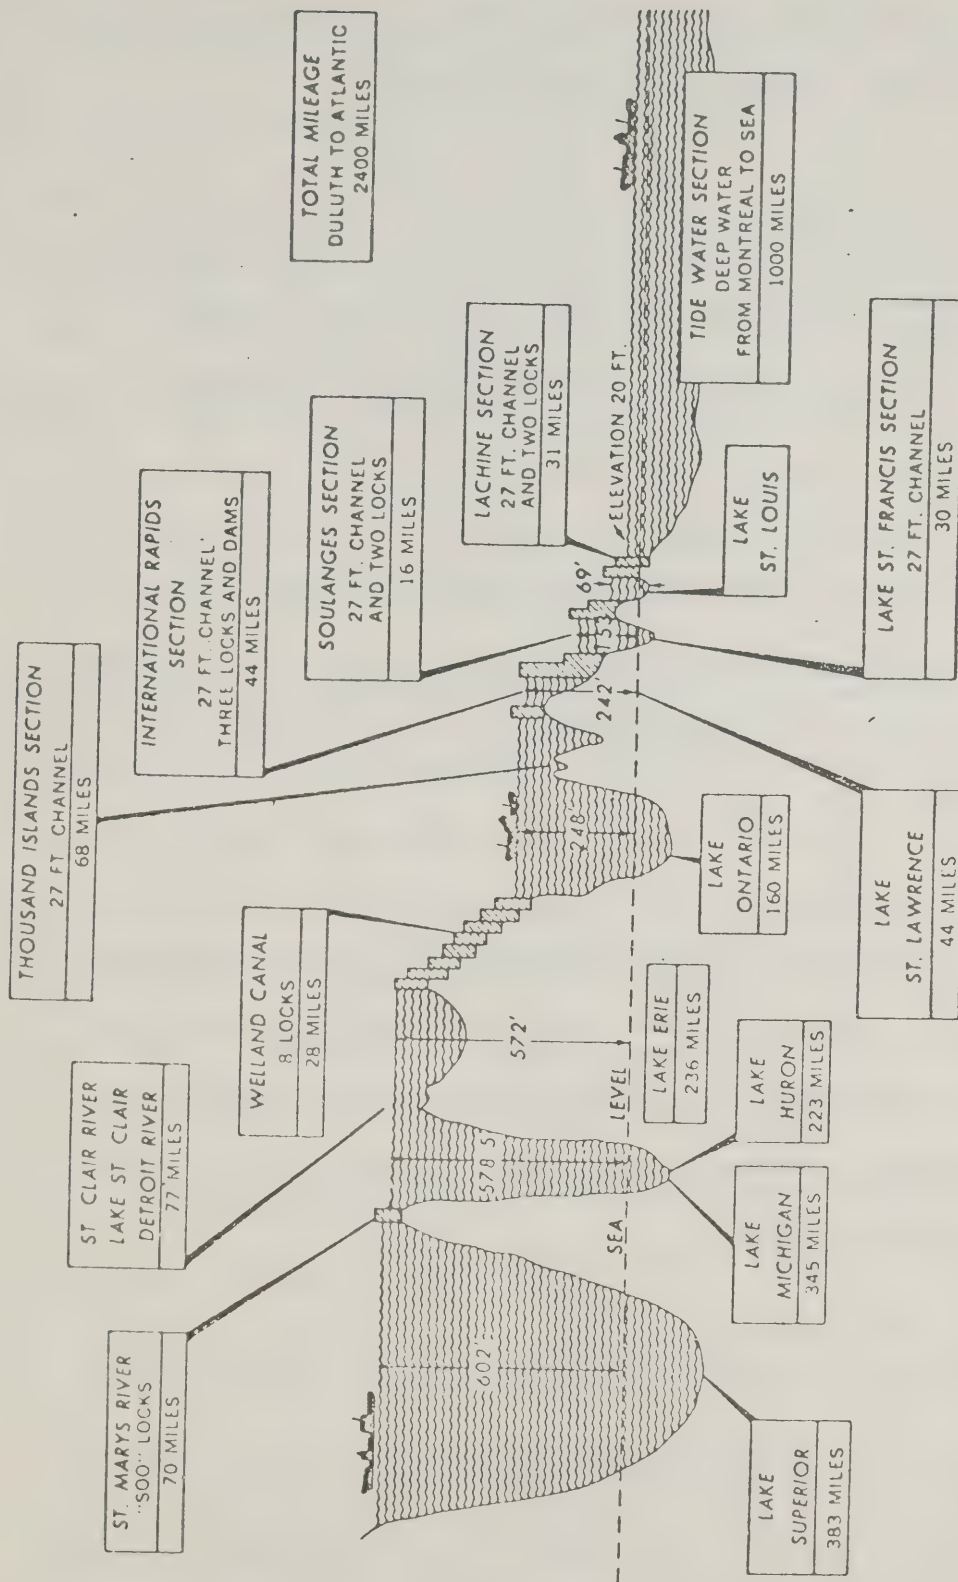 ST. MARYS RIVER
"SOO" LOCKS
70 MILES
ST CLAIR RIVER
LAKE ST CLAIR
DETROIT RIVER
77 MILES
WELLAND CANAL
8 LOCKS
28 MILES
THOUSAND ISLANDS SECTION
27 FT CHANNEL
68 MILES
INTERNATIONAL RAPIDS
SECTION
27 FT. CHANNEL
THREE LOCKS AND DAMS
44 MILES
SOULANGES SECTION
27 FT. CHANNEL
AND TWO LOCKS
16 MILES
LACHINE SECTION
27 FT. CHANNEL
AND TWO LOCKS
31 MILES
TOTAL MILEAGE
DULUTH TO ATLANTIC
2400 MILES
602'
578 5
572'
248'
242'
153'
69'
ELEVATION 20 FT.
SEA LEVEL
LAKE
SUPERIOR
383 MILES
LAKE
MICHIGAN
345 MILES
LAKE
HURON
223 MILES
LAKE ERIE
236 MILES
LAKE
ONTARIO
160 MILES
LAKE
ST. LAWRENCE
44 MILES
LAKE ST. FRANCIS SECTION
27 FT. CHANNEL
30 MILES
LAKE
ST. LOUIS
TIDE WATER SECTION
DEEP WATER
FROM MONTREAL TO SEA
1000 MILES